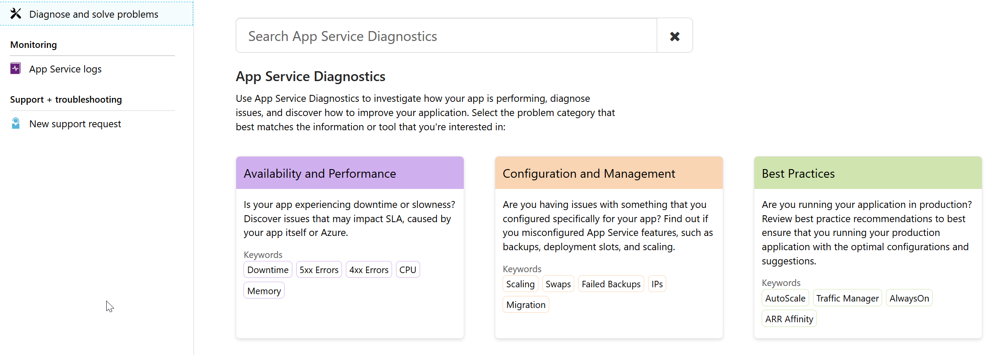 Diagnose and solve problems
Monitoring
App Service logs
Support + troubleshooting
New support request
Search App Service Diagnostics
App Service Diagnostics
Use App Service Diagnostics to investigate how your app is performing, diagnose
issues, and discover how to improve your application. Select the problem category that
best matches the information or tool that you're interested in:
Availability and Performance
Is your app experiencing downtime or slowness?
Discover issues that may impact SLA, caused by
your app itself or Azure.
Keywords
Downtime 5xx Errors 4xx Errors CPU
Memory
Configuration and Management
Are you having issues with something that you
configured specifically for your app? Find out if
you misconfigured App Service features, such as
backups, deployment slots, and scaling.
Keywords
Scaling Swaps Failed Backups IPs
Migration
Best Practices
Are you running your application in production?
Review best practice recommendations to best
ensure that you running your production
application with the optimal configurations and
suggestions.
Keywords
AutoScale Traffic Manager AlwaysOn
ARR Affinity